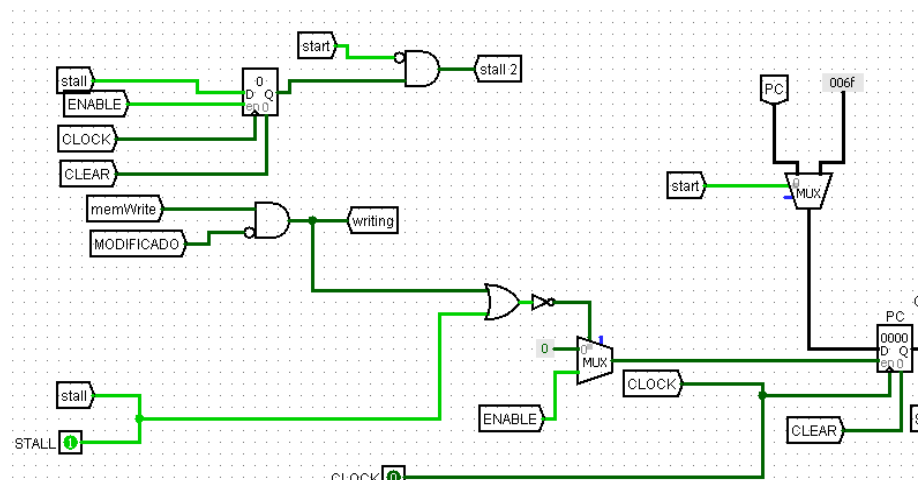 start
stall 2
stall
0
D Q
en 0
ENABLE
CLOCK
CLEAR
PC
006f
start
0
MUX
memWrite
writing
MODIFICADO
PC
0000
D Q
en 0
0
0
1
MUX
CLOCK
stall
ENABLE
CLEAR
STALL
1
CLOCK
0